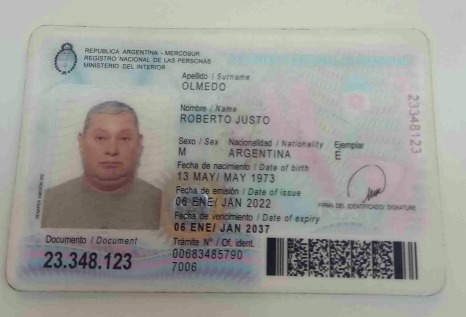 REPUBLICA ARGENTINA - MERCOSUR
REGISTRO NACIONAL DE LAS PERSONAS
MINISTERIO DEL INTERIOR
Apellido / Surname
OLMEDO
Nombre / Name
ROBERTO JUSTO
Sexo / Sex Nacionalidad / Nationality Ejemplar
M ARGENTINA E
Fecha de nacimiento / Date of birth
13 MAY/ MAY 1973
Fecha de emisión / Date of issue
06 ENE/ JAN 2022
FIRMA DEL IDENTIFICADO/ SIGNATURE
Fecha de vencimiento / Date of expiry
06 ENE/ JAN 2037
Documento / Document
23.348.123
Trámite N° / Of. ident.
00683485790
7006
23348123